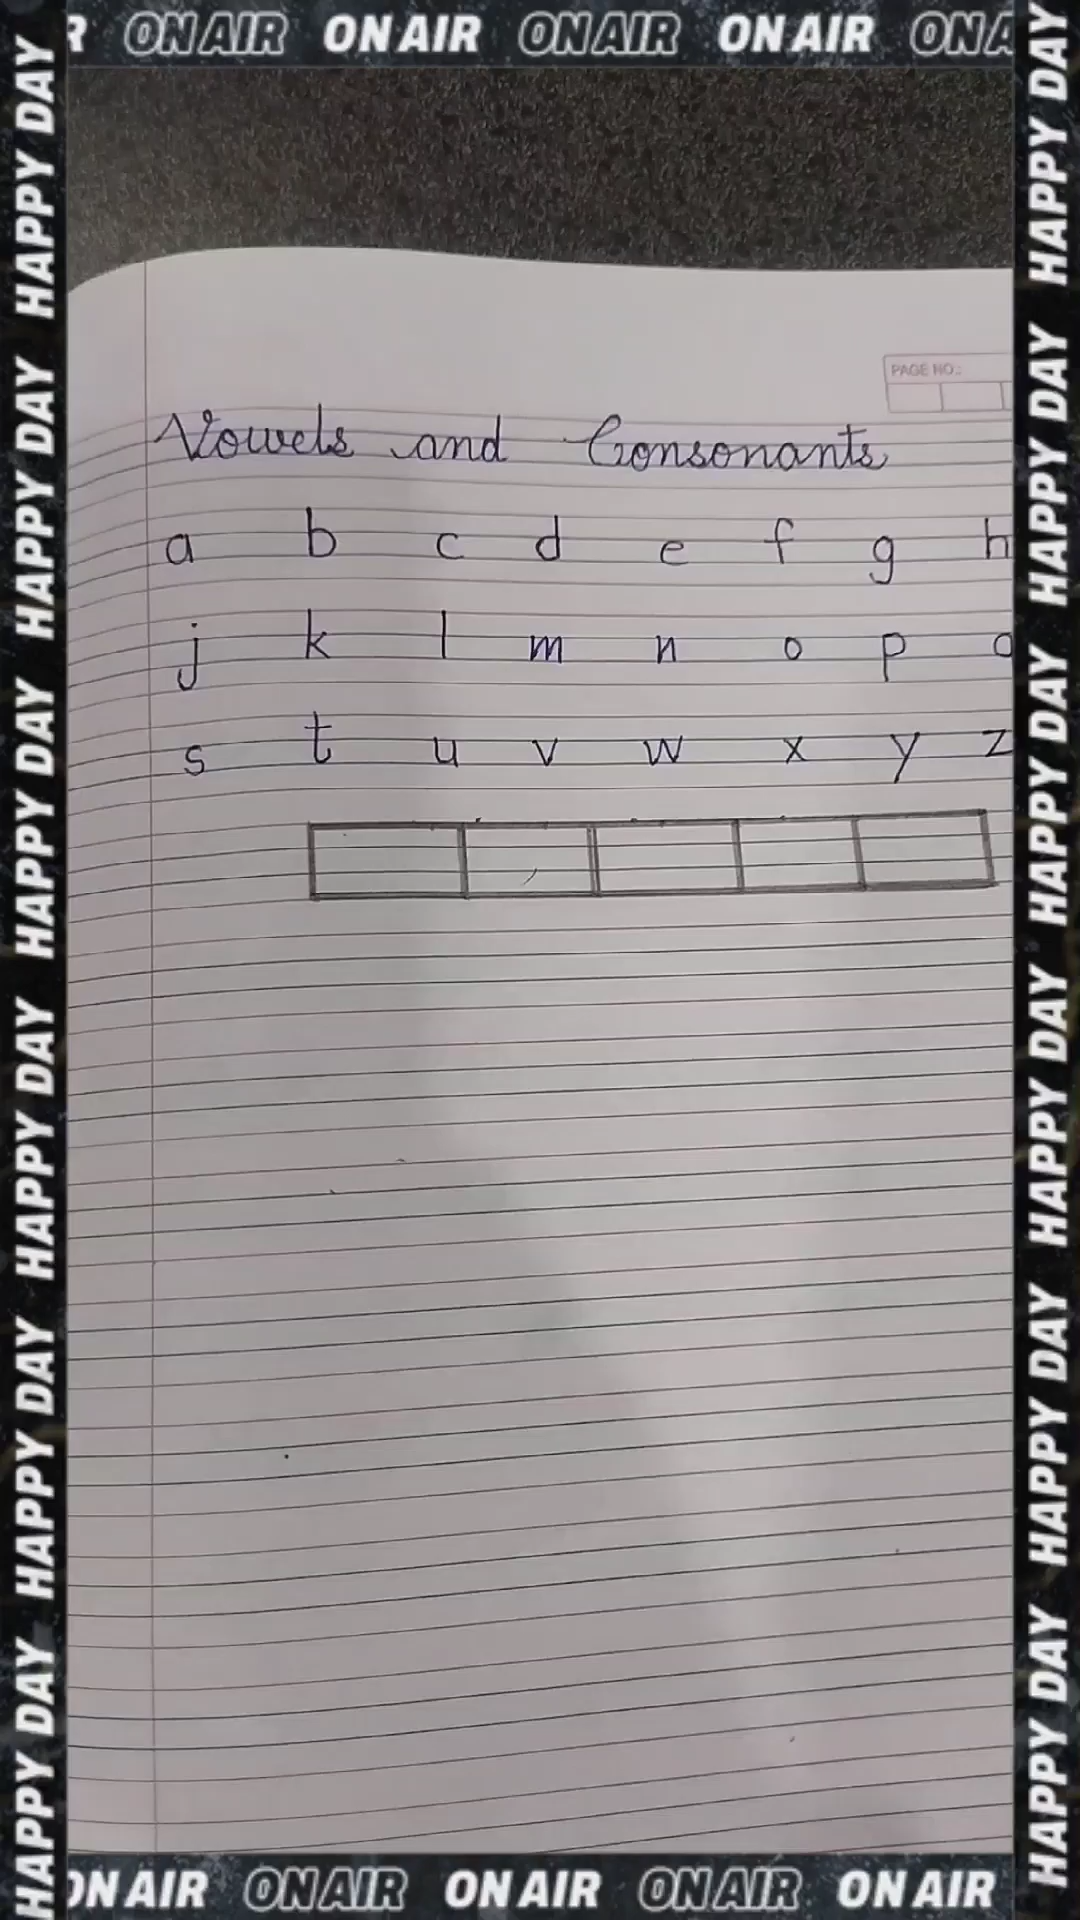 R ON AIR ON AIR ON AIR ON AIR ONA
HAPPY DAY HAPPY DAY HAPPY DAY HAPPY DAY HAPPY DAY HAPPY DAY
PAGE NO.:
Vowels and Consonants
a b c d e f g h
j k l m n o p
s t u v w x y z
HAPPY DAY HAPPY DAY HAPPY DAY HAPPY DAY HAPPY DAY HAPPY DAY
ON AIR ON AIR ON AIR ON AIR ON AIR